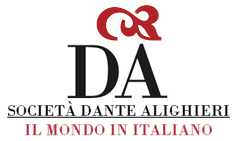 DA
SOCIETÀ DANTE ALIGHIERI
IL MONDO IN ITALIANO